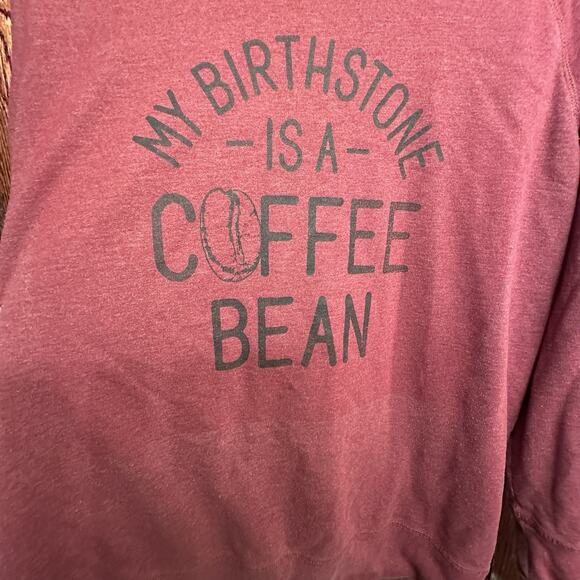 MY BIRTHSTONE
-IS A-
COFFEE
BEAN